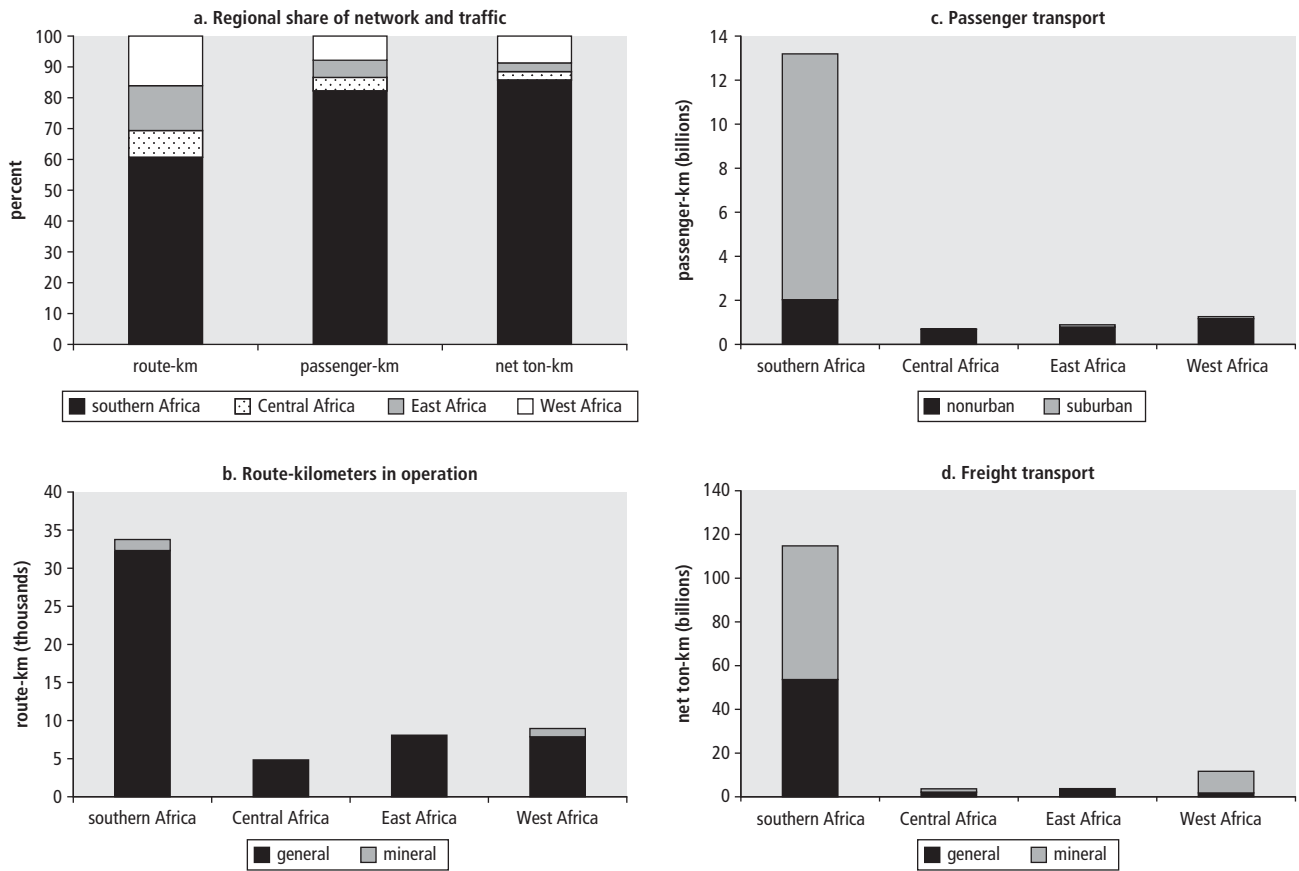 a. Regional share of network and traffic
percent
100
90
80
70
60
50
40
30
20
10
0
route-km passenger-km net ton-km
southern Africa Central Africa East Africa West Africa
b. Route-kilometers in operation
route-km (thousands)
40
35
30
25
20
15
10
5
0
southern Africa Central Africa East Africa West Africa
general mineral
c. Passenger transport
passenger-km (billions)
14
12
10
8
6
4
2
0
southern Africa Central Africa East Africa West Africa
nonurban suburban
d. Freight transport
net ton-km (billions)
140
120
100
80
60
40
20
0
southern Africa Central Africa East Africa West Africa
general mineral